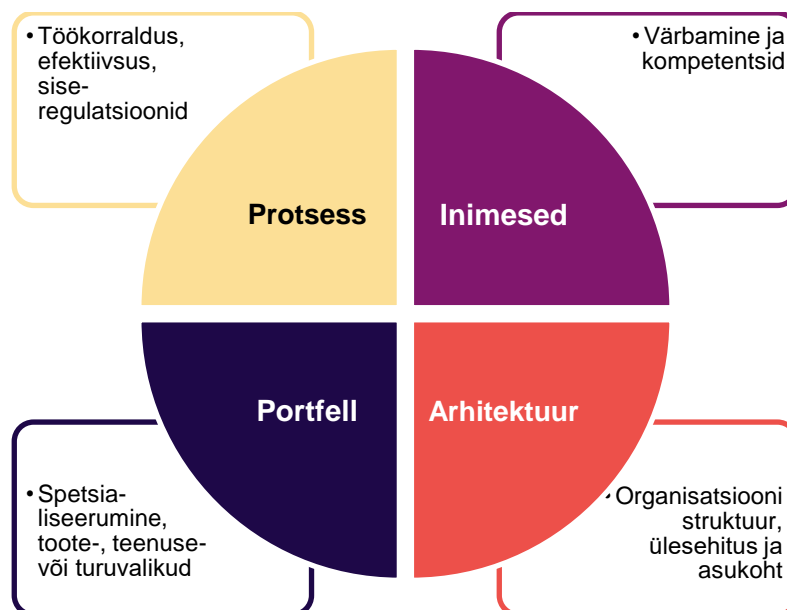 • Töökorraldus,
efektiivsus,
sise-
regulatsioonid
• Värbamine ja
kompetentsid
Protsess
Inimesed
Portfell
Arhitektuur
• Spetsia-
liseerumine,
toote-, teenuse-
või turuvalikud
• Organisatsiooni
struktuur,
ülesehitus ja
asukoht